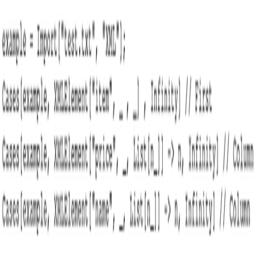 example = Import["test.txt", "XML"];
Cases[example, XMLElement["item", _, _] , Infinity] // First
Cases[example, XMLElement["price", _, List[n_]] -> n, Infinity] // Column
Cases[example, XMLElement["name", _, List[n_]] -> n, Infinity] // Column